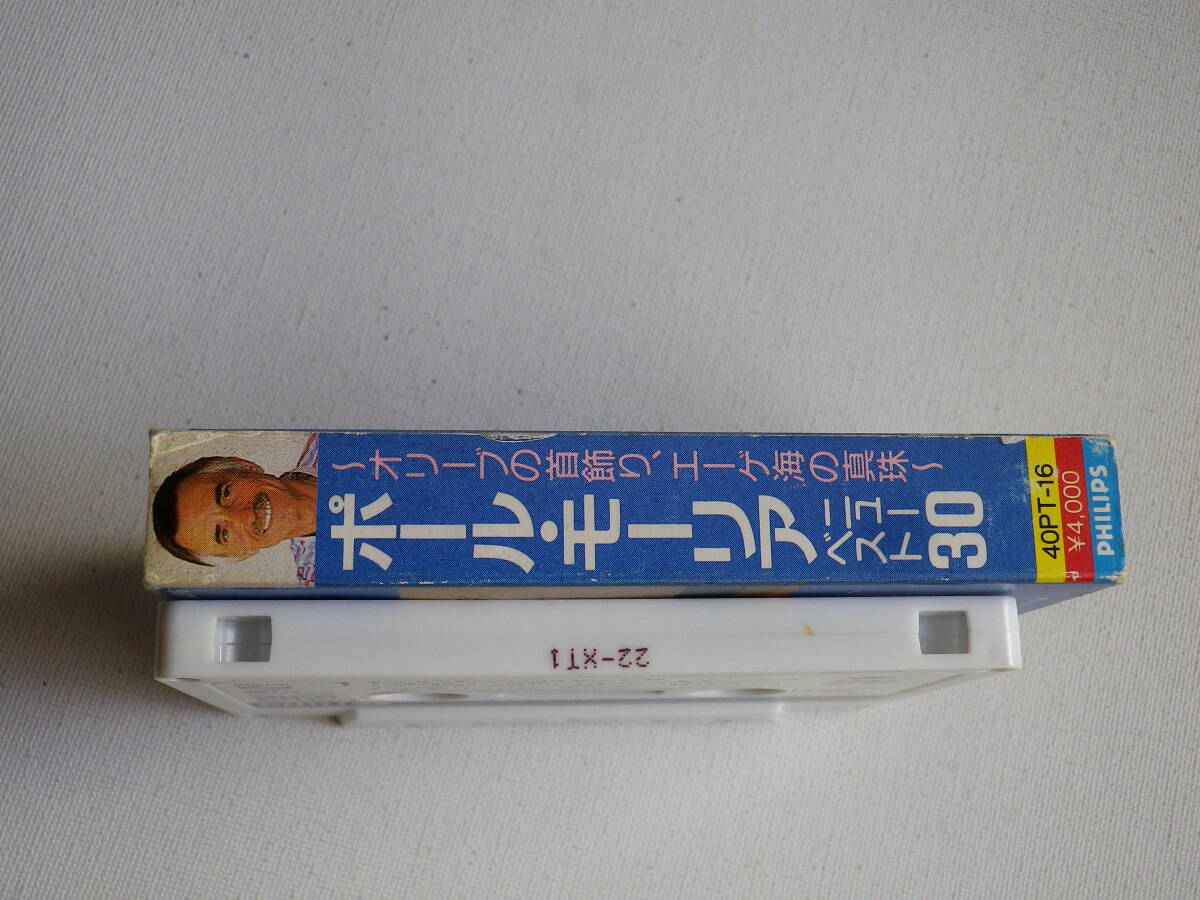 ～オリーブの首飾り、エーゲ海の真珠～
ポール・モーリア
ニュー
ベスト
30
40PT-16
¥4,000
PHILIPS
22-XT1